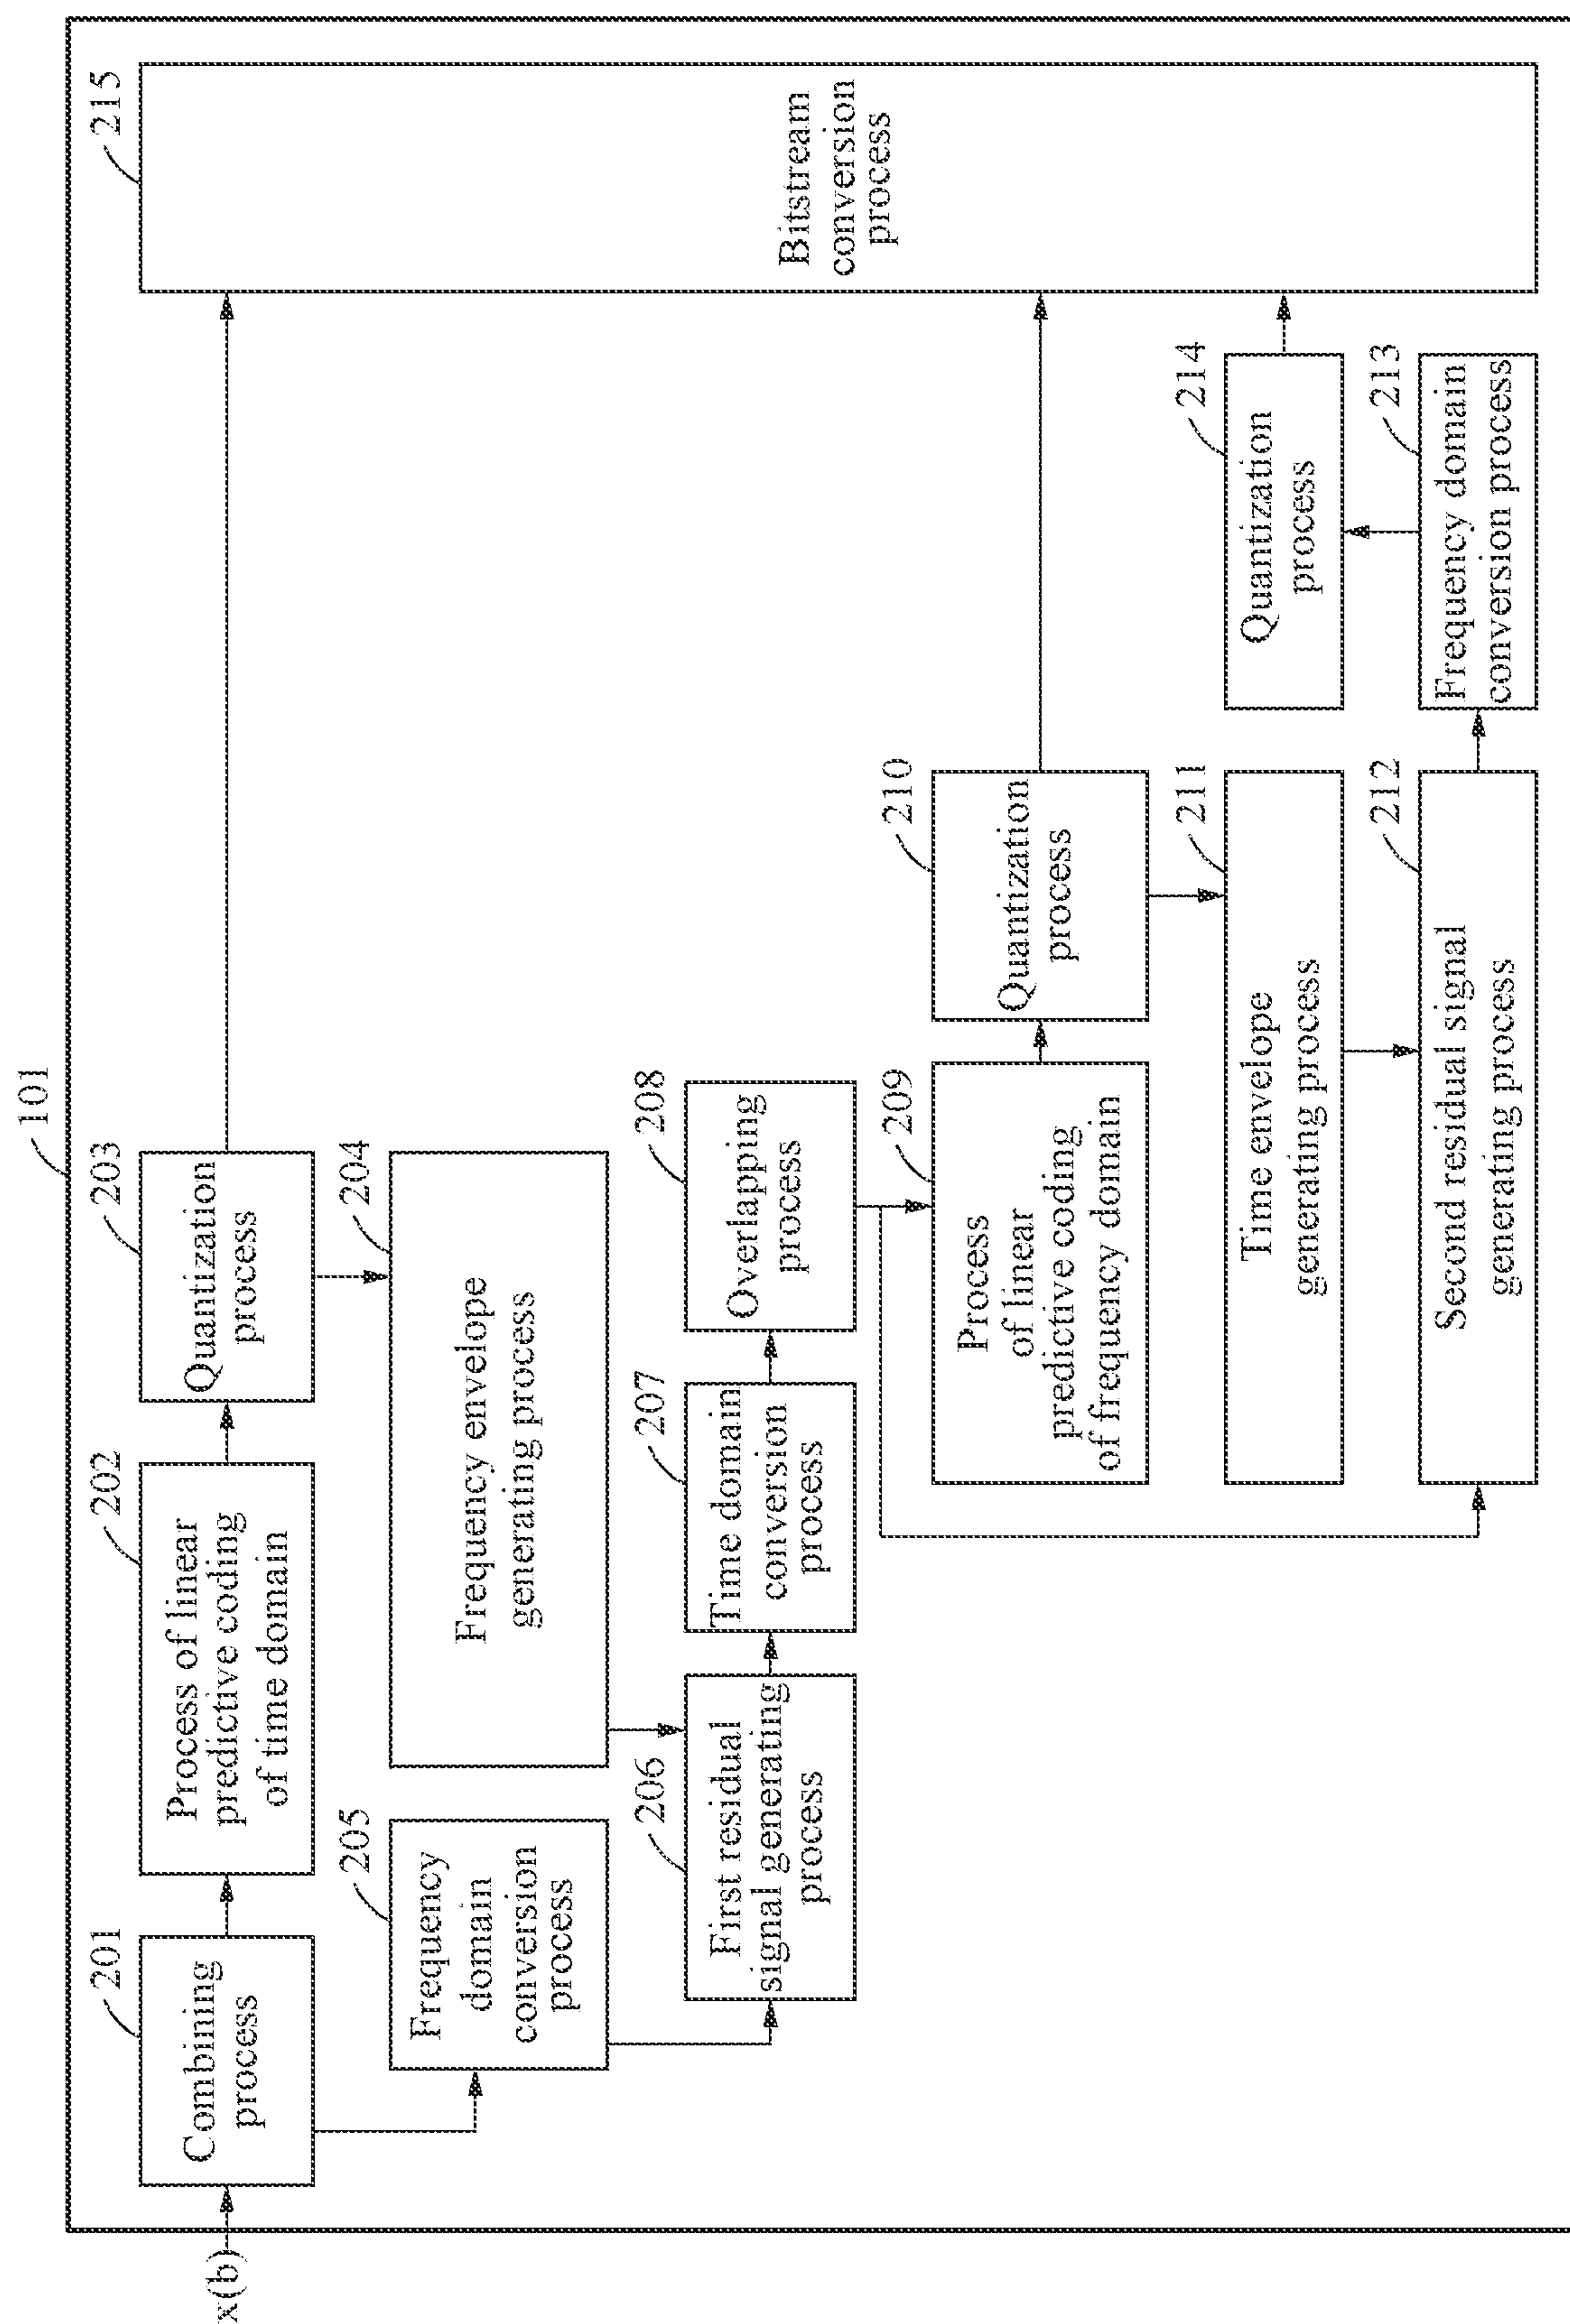 101
x(b)
201
Combining
process
202
Process of linear
predictive coding
of time domain
203
Quantization
process
215
Bitstream
conversion
process
205
Frequency
domain
conversion
process
204
Frequency envelope
generating process
206
First residual
signal generating
process
207
Time domain
conversion
process
208
Overlapping
process
209
Process
of linear
predictive coding
of frequency domain
210
Quantization
process
211
Time envelope
generating process
214
Quantization
process
212
Second residual signal
generating process
213
Frequency domain
conversion process